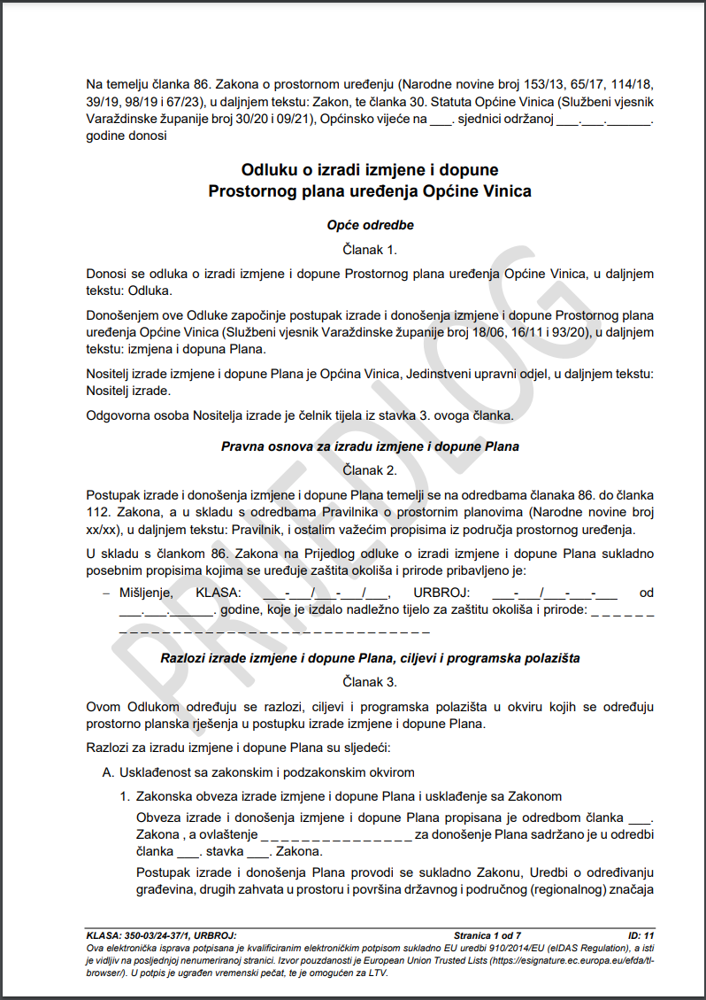 Na temelju članka 86. Zakona o prostornom uređenju (Narodne novine broj 153/13, 65/17, 114/18,
39/19, 98/19 i 67/23), u daljnjem tekstu: Zakon, te članka 30. Statuta Općine Vinica (Službeni vjesnik
Varaždinske županije broj 30/20 i 09/21), Općinsko vijeće na ___. sjednici održanoj ___.___.______.
godine donosi
Odluku o izradi izmjene i dopune
Prostornog plana uređenja Općine Vinica
Opće odredbe
Članak 1.
Donosi se odluka o izradi izmjene i dopune Prostornog plana uređenja Općine Vinica, u daljnjem
tekstu: Odluka.
Donošenjem ove Odluke započinje postupak izrade i donošenja izmjene i dopune Prostornog plana
uređenja Općine Vinica (Službeni vjesnik Varaždinske županije broj 18/06, 16/11 i 93/20), u daljnjem
tekstu: izmjena i dopuna Plana.
Nositelj izrade izmjene i dopune Plana je Općina Vinica, Jedinstveni upravni odjel, u daljnjem tekstu:
Nositelj izrade.
Odgovorna osoba Nositelja izrade je čelnik tijela iz stavka 3. ovoga članka.
Pravna osnova za izradu izmjene i dopune Plana
Članak 2.
Postupak izrade i donošenja izmjene i dopune Plana temelji se na odredbama članaka 86. do članka
112. Zakona, a u skladu s odredbama Pravilnika o prostornim planovima (Narodne novine broj
xx/xx), u daljnjem tekstu: Pravilnik, i ostalim važećim propisima iz područja prostornog uređenja.
U skladu s člankom 86. Zakona na Prijedlog odluke o izradi izmjene i dopune Plana sukladno
posebnim propisima kojima se uređuje zaštita okoliša i prirode pribavljeno je:
– Mišljenje, KLASA: ___-___/ -___/___, URBROJ: ___-___/___-___-___ od
___.___.______. godine, koje je izdalo nadležno tijelo za zaštitu okoliša i prirode: _ _ _ _ _ _
_ _ _ _ _ _ _ _ _ _ _ _ _ _ _ _ _ _ _ _ _ _ _ _ _
Razlozi izrade izmjene i dopune Plana, ciljevi i programska polazišta
Članak 3.
Ovom Odlukom određuju se razlozi, ciljevi i programska polazišta u okviru kojih se određuju
prostorno planska rješenja u postupku izrade izmjene i dopune Plana.
Razlozi za izradu izmjene i dopune Plana su sljedeći:
A. Usklađenost sa zakonskim i podzakonskim okvirom
1. Zakonska obveza izrade izmjene i dopune Plana i usklađenje sa Zakonom
Obveza izrade i donošenja izmjene i dopune Plana propisana je odredbom članka ___.
Zakona , a ovlaštenje _ _ _ _ _ _ _ _ _ _ _ _ _ _ _ za donošenje Plana sadržano je u odredbi
članka ___. stavka ___. Zakona.
Postupak izrade i donošenja Plana provodi se sukladno Zakonu, Uredbi o određivanju
građevina, drugih zahvata u prostoru i površina državnog i područnog (regionalnog) značaja
PRIJEDLOG
KLASA: 350-03/24-37/1, URBROJ: Stranica 1 od 7 ID: 11
Ova elektronička isprava potpisana je kvalificiranim elektroničkim potpisom sukladno EU uredbi 910/2014/EU (eIDAS Regulation), a isti
je vidljiv na posljednjoj nenumeriranoj stranici. Izvor pouzdanosti je European Union Trusted Lists (https://esignature.ec.europa.eu/efda/tl-
browser/). U potpis je ugrađen vremenski pečat, te je omogućen za LTV.